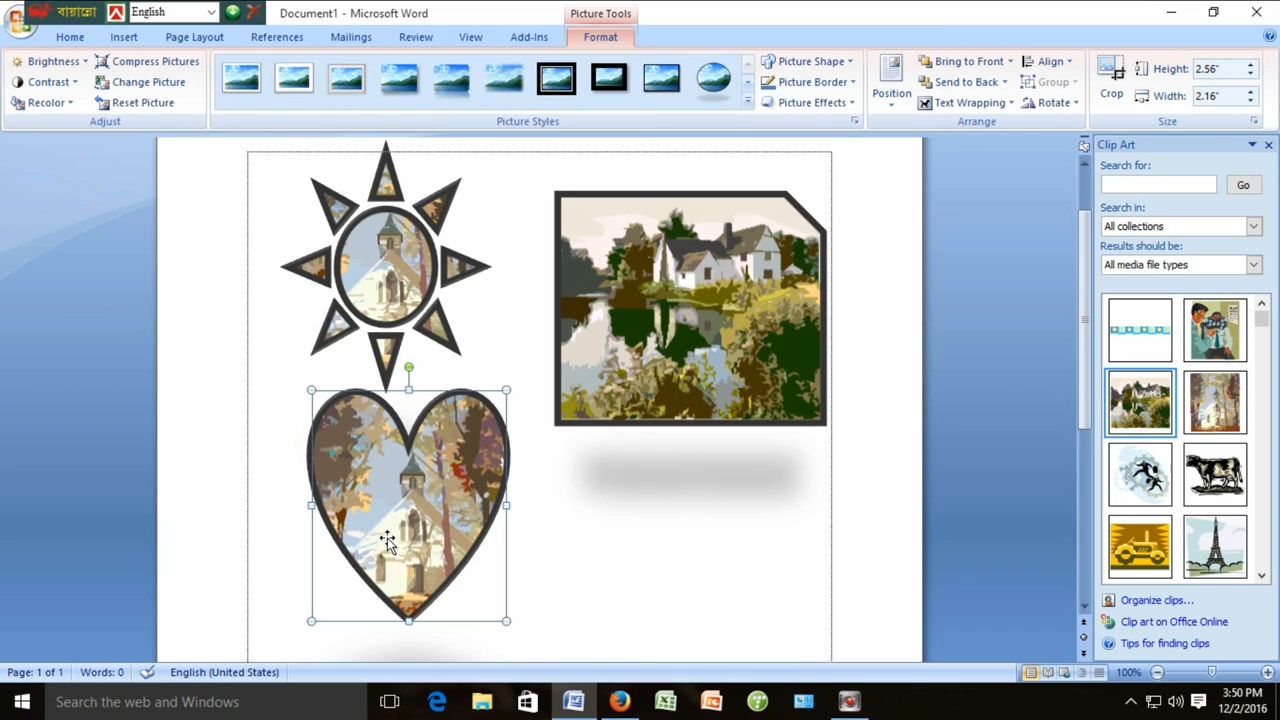 বায়ান্নো
English
Document1 - Microsoft Word
Picture Tools
Home
Insert
Page Layout
References
Mailings
Review
View
Add-Ins
Format
Brightness
Compress Pictures
Contrast
Change Picture
Recolor
Reset Picture
Adjust
Picture Styles
Picture Shape
Picture Border
Picture Effects
Position
Bring to Front
Send to Back
Text Wrapping
Align
Group
Rotate
Arrange
Crop
Height: 2.56"
Width: 2.16"
Size
Clip Art
Search for:
Go
Search in:
All collections
Results should be:
All media file types
Organize clips...
Clip art on Office Online
Tips for finding clips
Page: 1 of 1
Words: 0
English (United States)
100%
Search the web and Windows
3:50 PM
12/2/2016